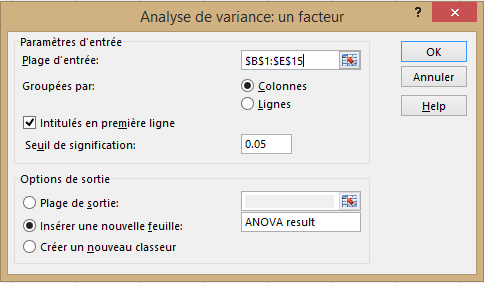 Analyse de variance: un facteur
? ×
Paramètres d'entrée
Plage d'entrée: $B$1:$E$15
Groupées par: Colonnes
Lignes
Intitulés en première ligne
Seuil de signification: 0.05
OK
Annuler
Help
Options de sortie
Plage de sortie:
Insérer une nouvelle feuille: ANOVA result
Créer un nouveau classeur